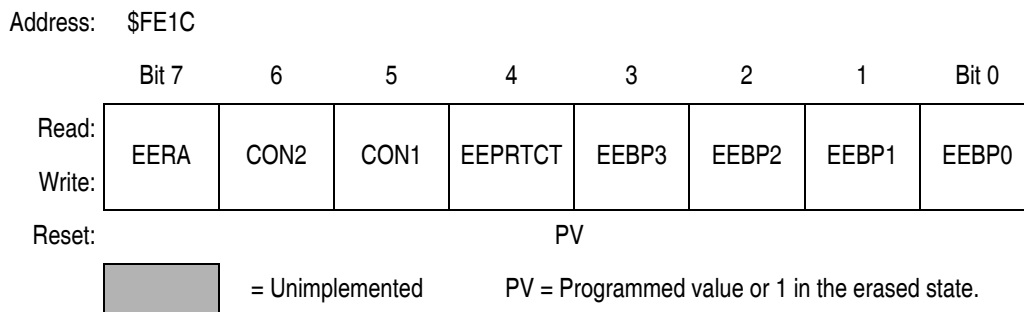 Address: $FE1C
Bit 7 6 5 4 3 2 1 Bit 0
Read:
EERA CON2 CON1 EEPRTCT EEBP3 EEBP2 EEBP1 EEBP0
Write:
Reset: PV
= Unimplemented PV = Programmed value or 1 in the erased state.